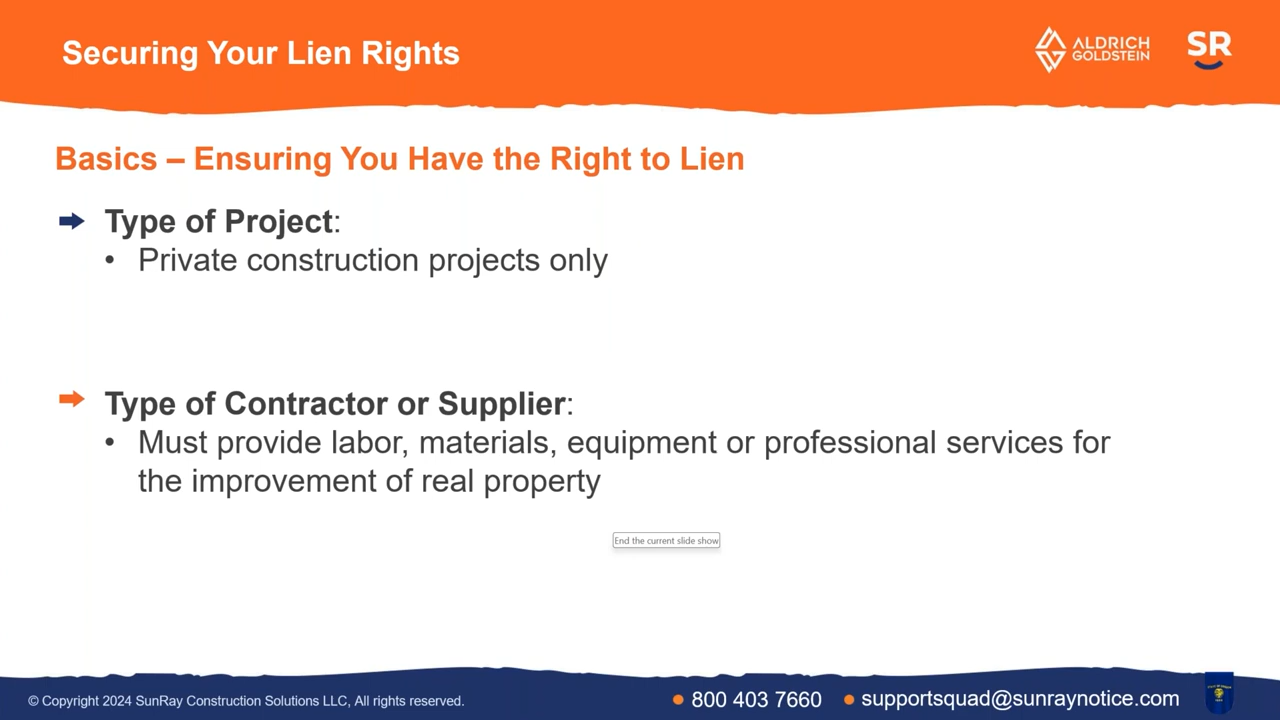 Securing Your Lien Rights
ALDRICH
GOLDSTEIN
SR
Basics – Ensuring You Have the Right to Lien
Type of Project:
• Private construction projects only
Type of Contractor or Supplier:
• Must provide labor, materials, equipment or professional services for
the improvement of real property
End the current slide show
© Copyright 2024 SunRay Construction Solutions LLC, All rights reserved.
• 800 403 7660
• supportsquad@sunraynotice.com